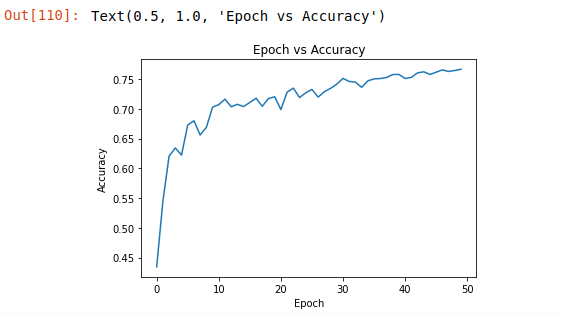 Out[110]: Text(0.5, 1.0, 'Epoch vs Accuracy')
Epoch vs Accuracy
0.75
0.70
0.65
0.60
0.55
0.50
0.45
Accuracy
0 10 20 30 40 50
Epoch